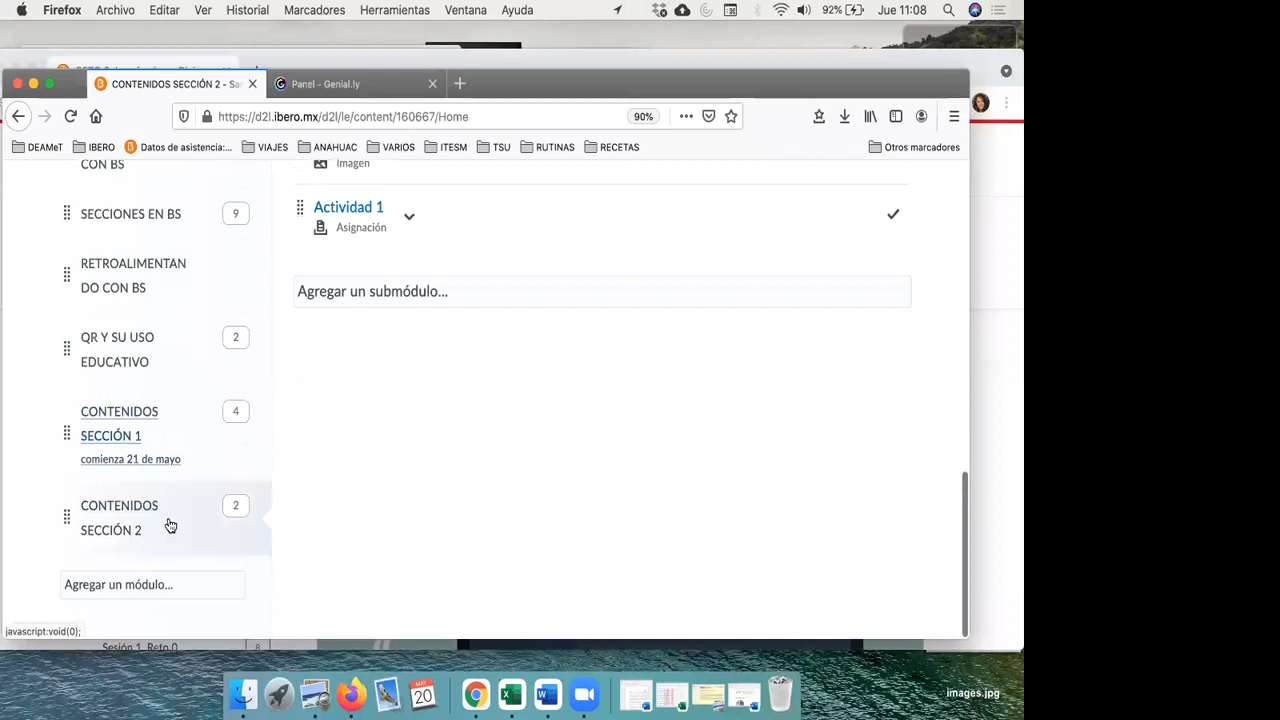 Firefox Archivo Editar Ver Historial Marcadores Herramientas Ventana Ayuda 92% Jue 11:08
CONTENIDOS SECCIÓN 2 - Sa Panel - Genial.ly
https://d2l.ibero.mx/d2l/le/content/160667/Home 90%
DEAMeT IBERO Datos de asistencia:... VIAJES ANAHUAC VARIOS ITESM TSU RUTINAS RECETAS Otros marcadores
CON BS
SECCIONES EN BS 9
RETROALIMENTAN
DO CON BS
QR Y SU USO 2
EDUCATIVO
CONTENIDOS 4
SECCIÓN 1
comienza 21 de mayo
CONTENIDOS 2
SECCIÓN 2
Agregar un módulo...
Imagen
Actividad 1
Asignación
Agregar un submódulo...
javascript:void(0);
Sesión 1. Reto 0 8
MAY
20
images.jpg